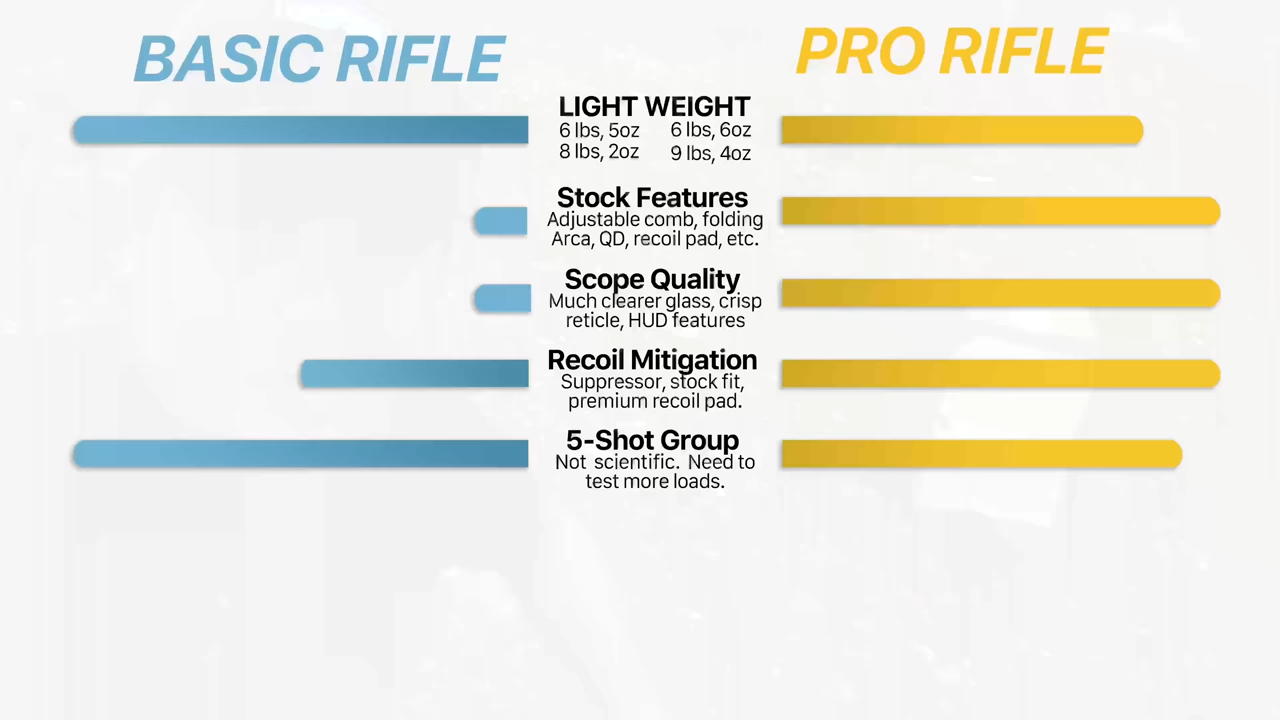 BASIC RIFLE
PRO RIFLE
LIGHT WEIGHT
6 lbs, 5oz 6 lbs, 6oz
8 lbs, 2oz 9 lbs, 4oz
Stock Features
Adjustable comb, folding
Arca, QD, recoil pad, etc.
Scope Quality
Much clearer glass, crisp
reticle, HUD features
Recoil Mitigation
Suppressor, stock fit,
premium recoil pad.
5-Shot Group
Not scientific. Need to
test more loads.